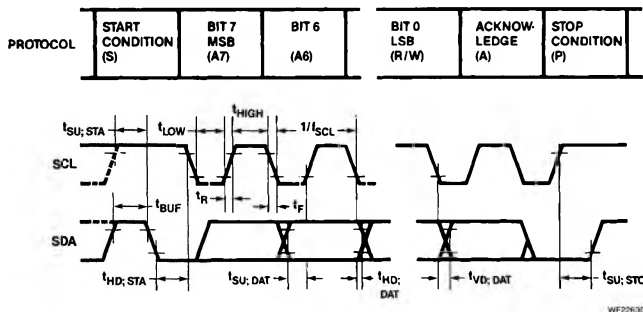 PROTOCOL
START CONDITION (S)
BIT 7 MSB (A7)
BIT 6 (A6)
BIT 0 LSB (R/W)
ACKNOW- LEDGE (A)
STOP CONDITION (P)
tSU; STA
tLOW
tHIGH
1/fSCL
SCL
tBUF
tR
tF
SDA
tHD; STA
tSU; DAT
tHD; DAT
tVD; DAT
tSU; STO